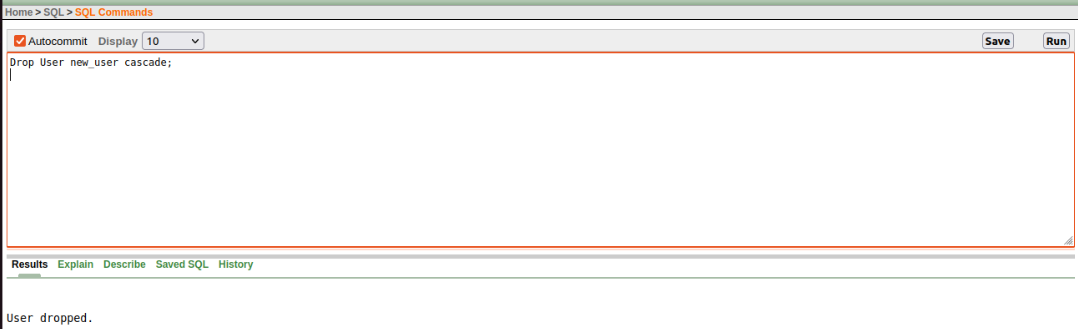 Home > SQL > SQL Commands
Autocommit Display 10 Save Run
Drop User new_user cascade;
Results Explain Describe Saved SQL History
User dropped.